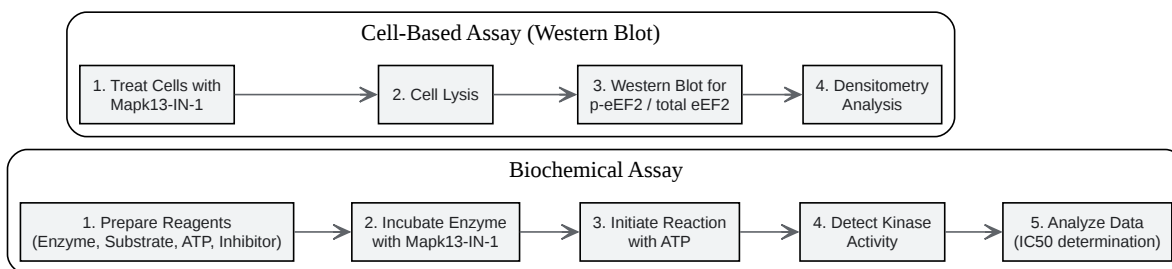 Cell-Based Assay (Western Blot)
1. Treat Cells with
Mapk13-IN-1
2. Cell Lysis
3. Western Blot for
p-eEF2 / total eEF2
4. Densitometry
Analysis
Biochemical Assay
1. Prepare Reagents
(Enzyme, Substrate, ATP, Inhibitor)
2. Incubate Enzyme
with Mapk13-IN-1
3. Initiate Reaction
with ATP
4. Detect Kinase
Activity
5. Analyze Data
(IC50 determination)